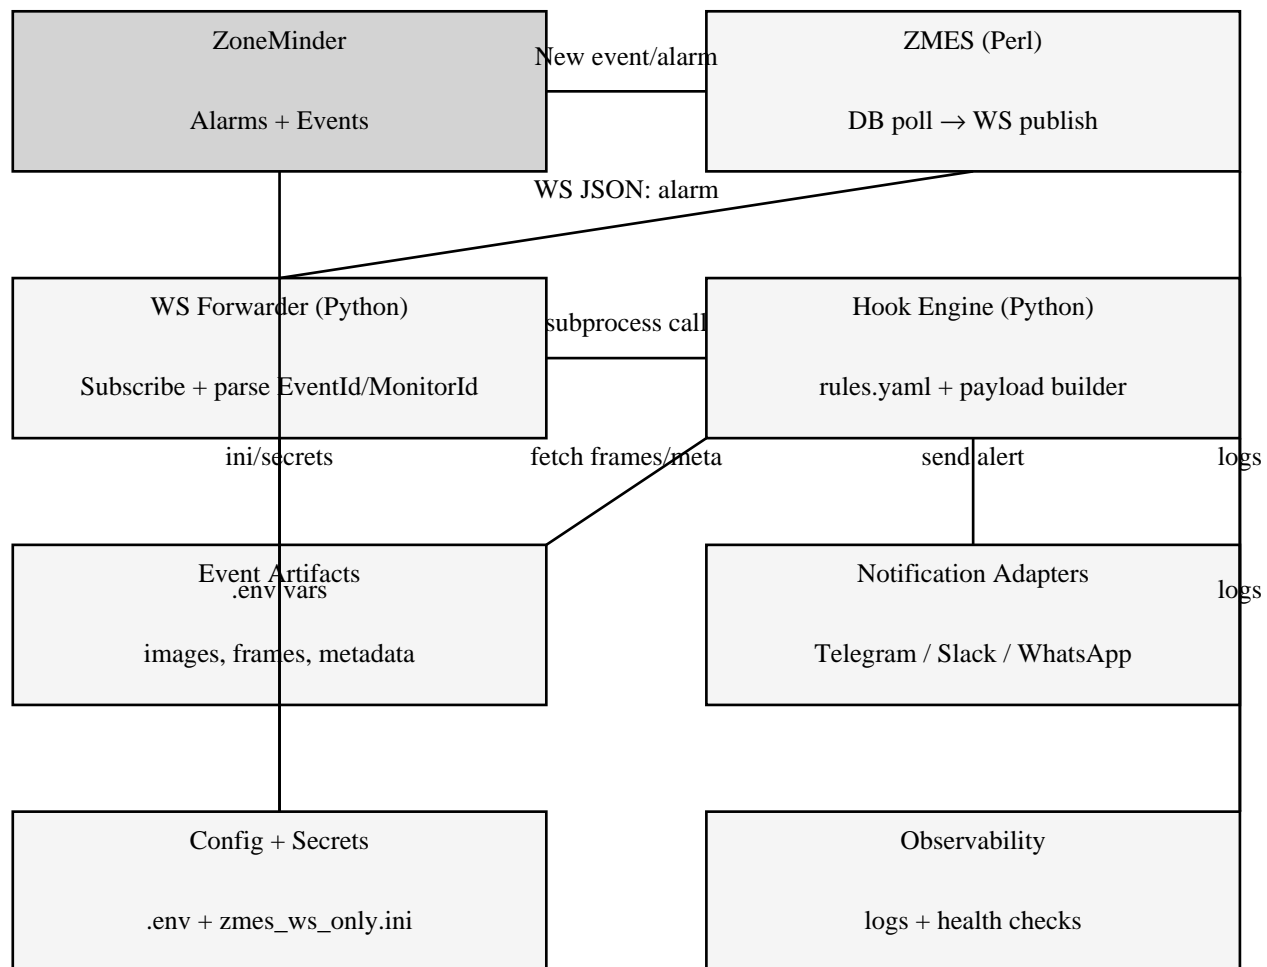 ZoneMinder
New event/alarm
ZMES (Perl)
Alarms + Events
DB poll → WS publish
WS JSON: alarm
WS Forwarder (Python)
subprocess call
Hook Engine (Python)
Subscribe + parse EventId/MonitorId
rules.yaml + payload builder
ini/secrets
fetch frames/meta
send alert
logs
Event Artifacts
.env vars
Notification Adapters
logs
images, frames, metadata
Telegram / Slack / WhatsApp
Config + Secrets
Observability
.env + zmes_ws_only.ini
logs + health checks